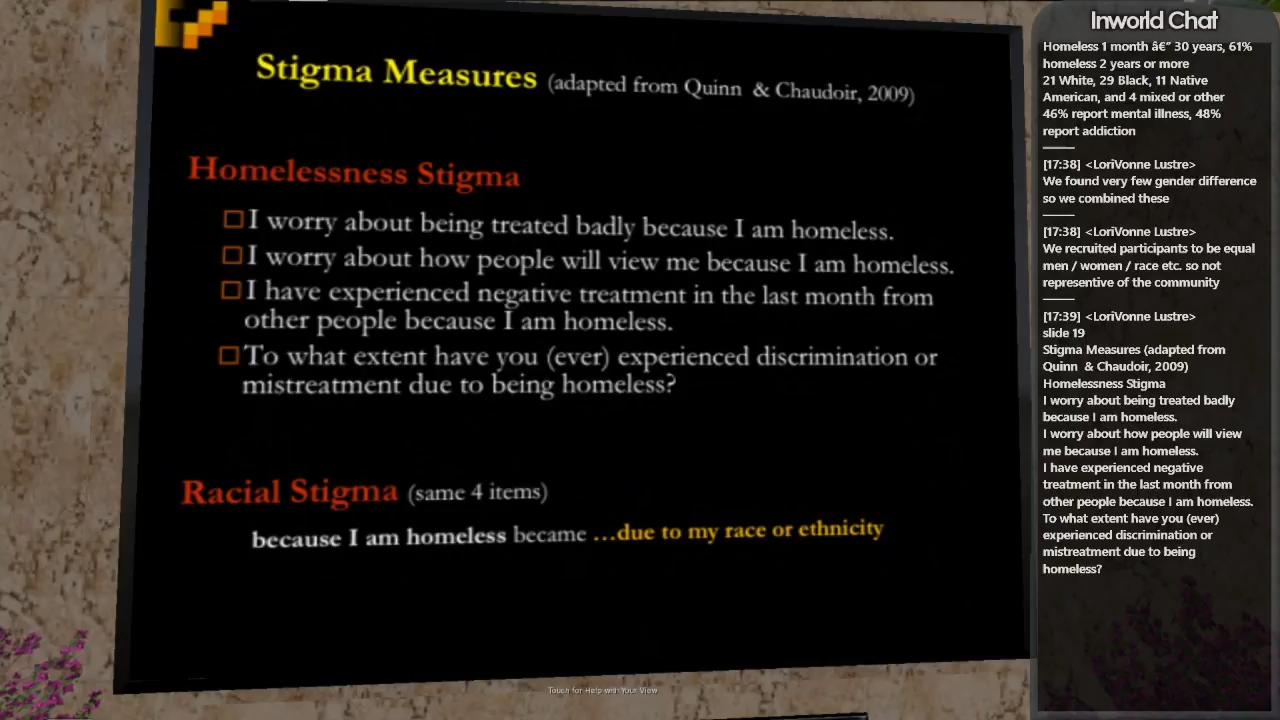 Stigma Measures (adapted from Quinn & Chaudoir, 2009)
Homelessness Stigma
I worry about being treated badly because I am homeless.
I worry about how people will view me because I am homeless.
I have experienced negative treatment in the last month from
other people because I am homeless.
To what extent have you (ever) experienced discrimination or
mistreatment due to being homeless?
Racial Stigma (same 4 items)
because I am homeless became ...due to my race or ethnicity
Touch for Help with Your View
Inworld Chat
Homeless 1 month â€“ 30 years, 61%
homeless 2 years or more
21 White, 29 Black, 11 Native
American, and 4 mixed or other
46% report mental illness, 48%
report addiction
[17:38] <LoriVonne Lustre>
We found very few gender difference
so we combined these
[17:38] <LoriVonne Lustre>
We recruited participants to be equal
men / women / race etc. so not
representive of the community
[17:39] <LoriVonne Lustre>
slide 19
Stigma Measures (adapted from
Quinn & Chaudoir, 2009)
Homelessness Stigma
I worry about being treated badly
because I am homeless.
I worry about how people will view
me because I am homeless.
I have experienced negative
treatment in the last month from
other people because I am homeless.
To what extent have you (ever)
experienced discrimination or
mistreatment due to being
homeless?